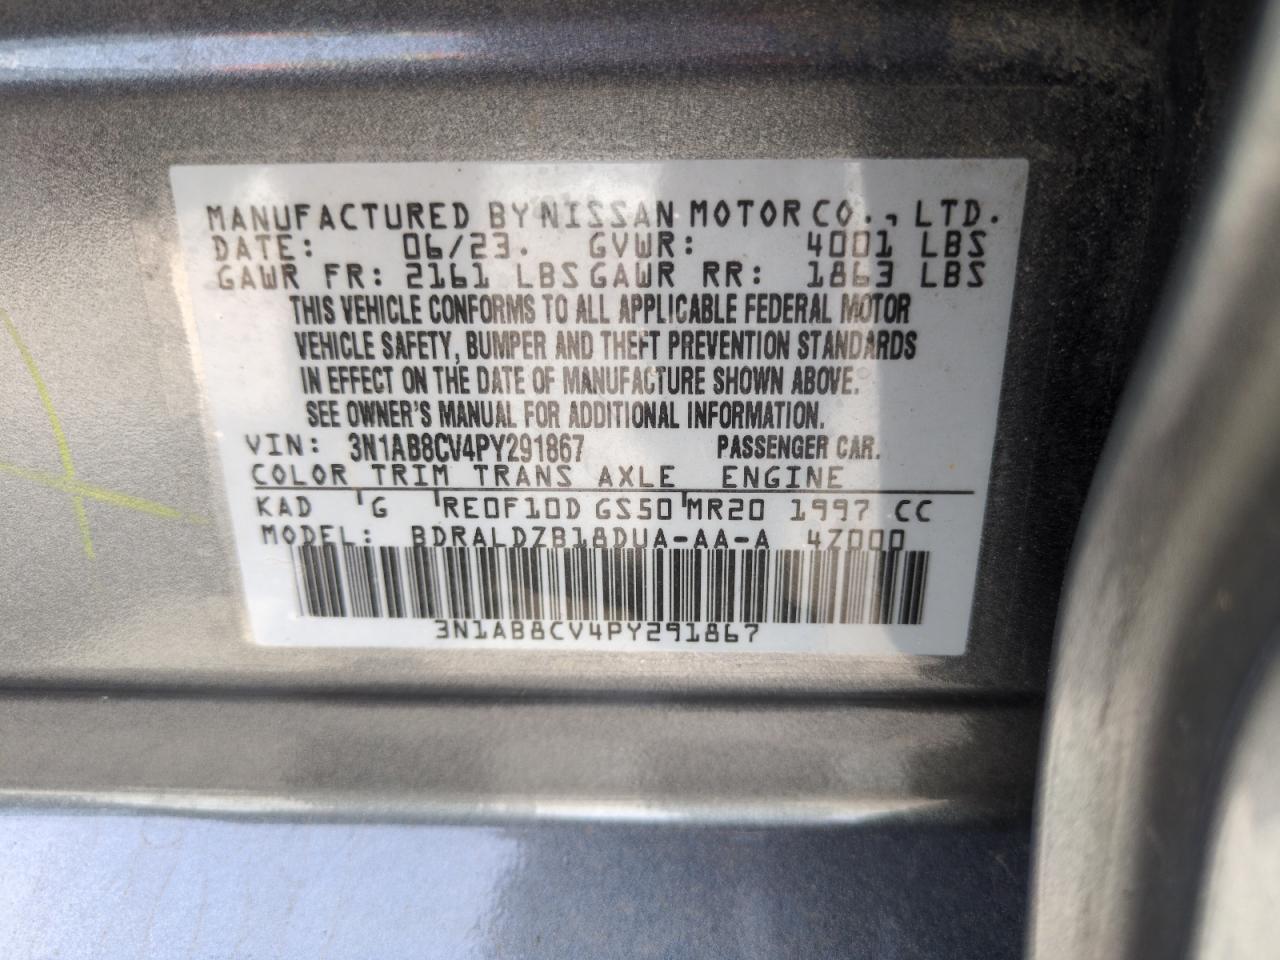 MANUFACTURED BY NISSAN MOTOR CO., LTD.
DATE: 06/23. GVWR: 4001 LBS
GAWR FR: 2161 LBS GAWR RR: 1863 LBS
THIS VEHICLE CONFORMS TO ALL APPLICABLE FEDERAL MOTOR
VEHICLE SAFETY, BUMPER AND THEFT PREVENTION STANDARDS
IN EFFECT ON THE DATE OF MANUFACTURE SHOWN ABOVE.
SEE OWNER'S MANUAL FOR ADDITIONAL INFORMATION.
VIN: 3N1AB8CV4PY291867 PASSENGER CAR.
COLOR TRIM TRANS AXLE ENGINE
KAD G RE0F10D GS50 MR20 1997 CC
MODEL: BDRALDZB18DUA-AA-A 4Z000
3N1AB8CV4PY291867